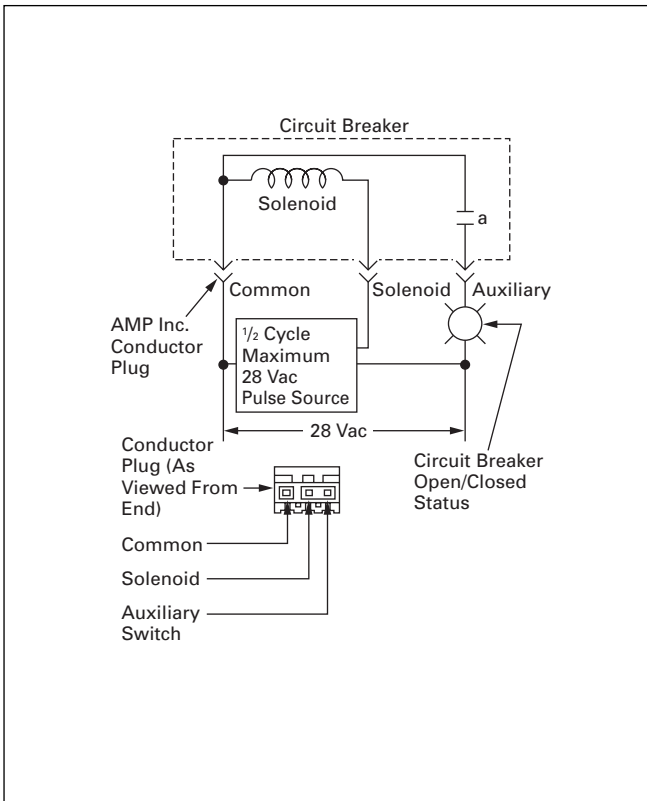 Circuit Breaker
Solenoid
a
Common
Solenoid
Auxiliary
AMP Inc.
Conductor
Plug
1/2 Cycle
Maximum
28 Vac
Pulse Source
28 Vac
Conductor
Plug (As
Viewed From
End)
Circuit Breaker
Open/Closed
Status
Common
Solenoid
Auxiliary
Switch